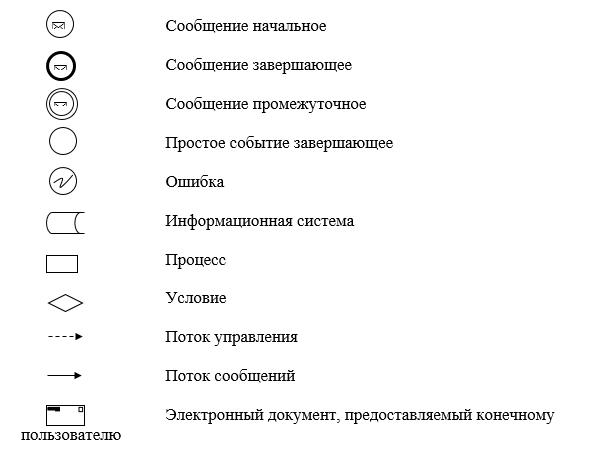 Сообщение начальное
Сообщение завершающее
Сообщение промежуточное
Простое событие завершающее
Ошибка
Информационная система
Процесс
Условие
Поток управления
Поток сообщений
Электронный документ, предоставляемый конечному
пользователю